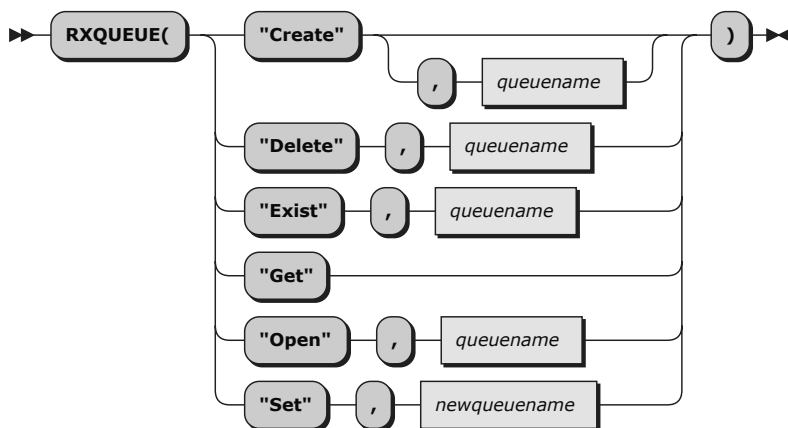 RXQUEUE( "Create" )
, queuename
"Delete" , queuename
"Exist" , queuename
"Get"
"Open" , queuename
"Set" , newqueuename